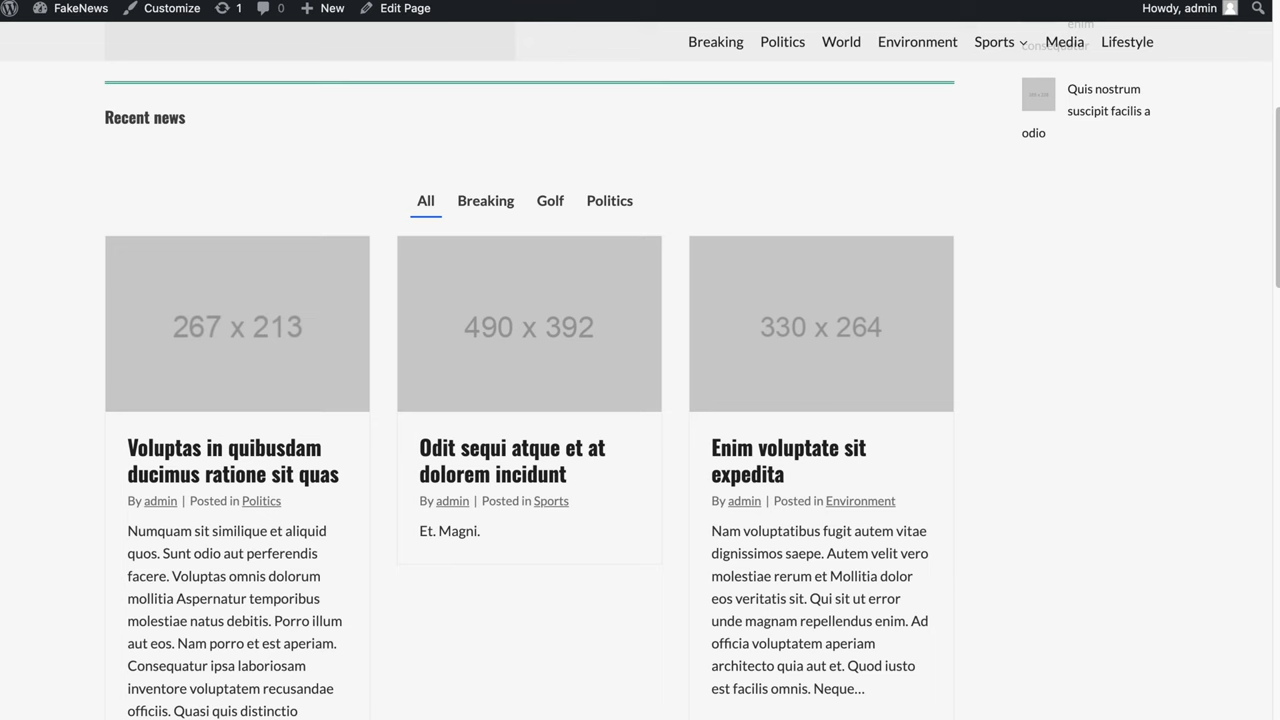 FakeNews Customize 1 0 New Edit Page Howdy, admin
enim
consequatur
Breaking Politics World Environment Sports Media Lifestyle
Quis nostrum
suscipit facilis a
odio
Recent news
All Breaking Golf Politics
267 x 213
490 x 392
330 x 264
Voluptas in quibusdam
ducimus ratione sit quas
By admin | Posted in Politics
Numquam sit similique et aliquid
quos. Sunt odio aut perferendis
facere. Voluptas omnis dolorum
mollitia Aspernatur temporibus
molestiae natus debitis. Porro illum
aut eos. Nam porro et est aperiam.
Consequatur ipsa laboriosam
inventore voluptatem recusandae
officiis. Quasi quis distinctio
Odit sequi atque et at
dolorem incidunt
By admin | Posted in Sports
Et. Magni.
Enim voluptate sit
expedita
By admin | Posted in Environment
Nam voluptatibus fugit autem vitae
dignissimos saepe. Autem velit vero
molestiae rerum et Mollitia dolor
eos veritatis sit. Qui sit ut error
unde magnam repellendus enim. Ad
officia voluptatem aperiam
architecto quia aut et. Quod iusto
est facilis omnis. Neque…